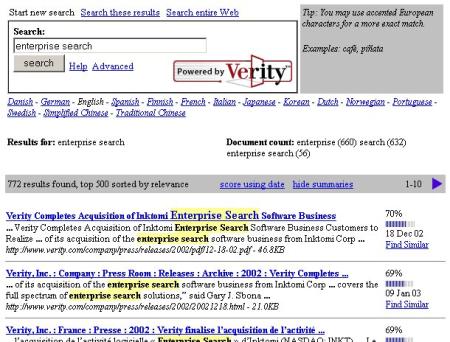 Start new search Search these results Search entire Web
Search:
enterprise search
search Help Advanced
Powered by Verity
Tip: You may use accented European
characters for a more exact match.
Examples: café, piñata
Danish - German - English - Spanish - Finnish - French - Italian - Japanese - Korean - Dutch - Norwegian - Portuguese -
Swedish - Simplified Chinese - Traditional Chinese
Results for: enterprise search
Document count: enterprise (660) search (632)
enterprise search (56)
772 results found, top 500 sorted by relevance score using date hide summaries 1-10
Verity Completes Acquisition of Inktomi Enterprise Search Software Business
... Verity Completes Acquisition of Inktomi Enterprise Search Software Business Customers to
Realize ... of its acquisition of the enterprise search software business from Inktomi Corp ...
http://www.verity.com/company/press/releases/2002/pdf/12-18-02.pdf - 46.8KB
70%
18 Dec 02
Find Similar
Verity, Inc. : Company : Press Room : Releases : Archive : 2002 : Verity Completes ...
... of its acquisition of the enterprise search software business from Inktomi Corp ... covers the
full spectrum of enterprise search solutions," said Gary J. Sbona ...
http://www.verity.com/company/press/releases/2002/20021218.html - 21.0KB
69%
09 Jan 03
Find Similar
Verity, Inc. : France : Presse : 2002 : Verity finalise l'acquisition de l'activité ...
... l'acquisition de l'activité logicielle « Enterprise Search » d'Inktomi (NASDAQ: INKT) ... Le
69%